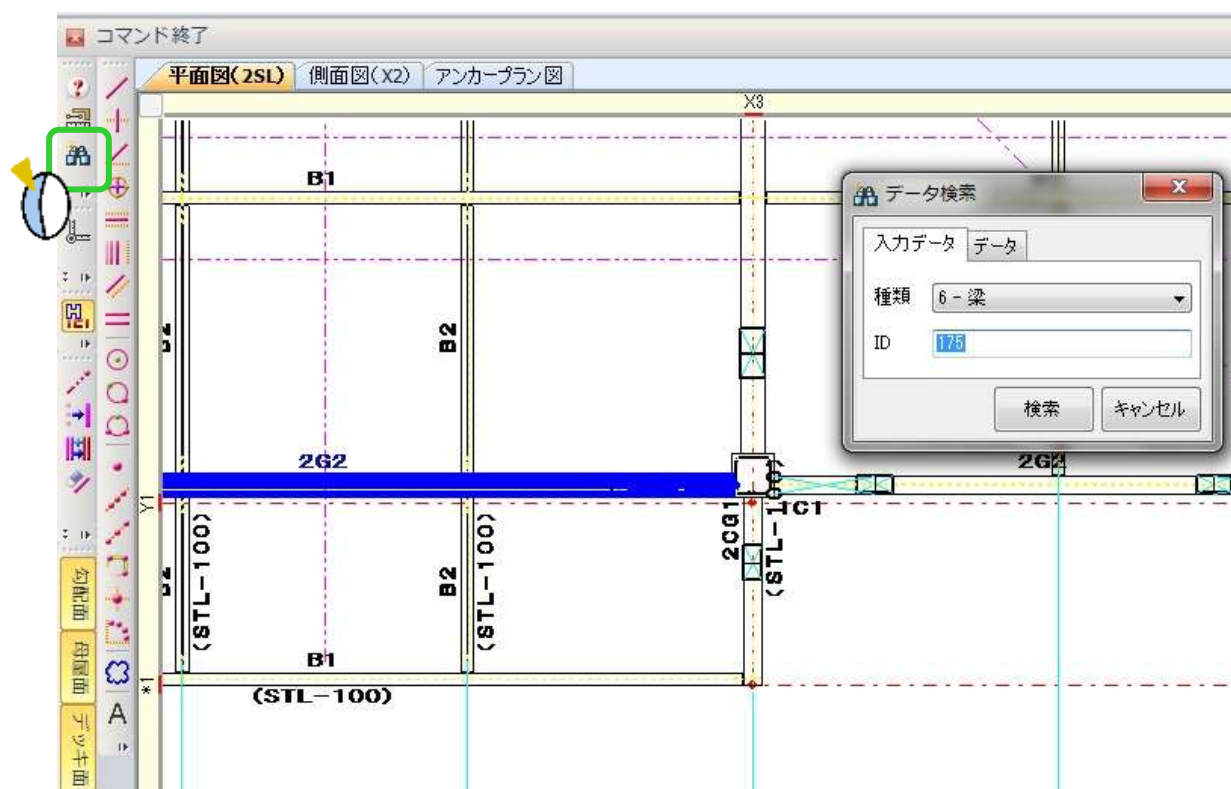 コマンド終了
平面図(2SL) 側面図(X2) アンカープラン図
X3
B1
データ検索
入力データ データ
種類 6 - 梁
ID 175
検索 キャンセル
B2
B2
2G2
2G2
Y1
1C1
2CG1
(STL-1
(STL-100)
B2
B2
(STL-100)
B1
*1
(STL-100)
勾配面
母屋面
デッキ面
A